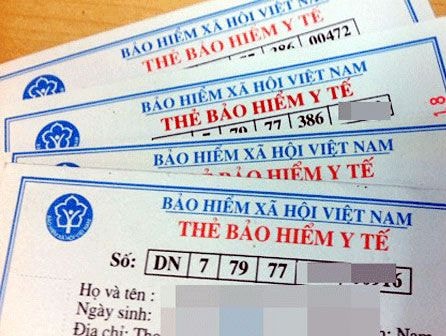 BẢO HIỂM XÃ HỘI VIỆT NAM
THẺ BẢO HIỂM Y TẾ
77 386 00472
BẢO HIỂM XÃ HỘI VIỆT NAM
THẺ BẢO HIỂM Y TẾ
7 79 77 386
18
BẢO HIỂM XÃ HỘI VIỆT NAM
THẺ BẢO HIỂM Y TẾ
BẢO HIỂM XÃ HỘI VIỆT NAM
THẺ BẢO HIỂM Y TẾ
Số: DN 7 79 77
Họ và tên :
Ngày sinh:
Địa chỉ: